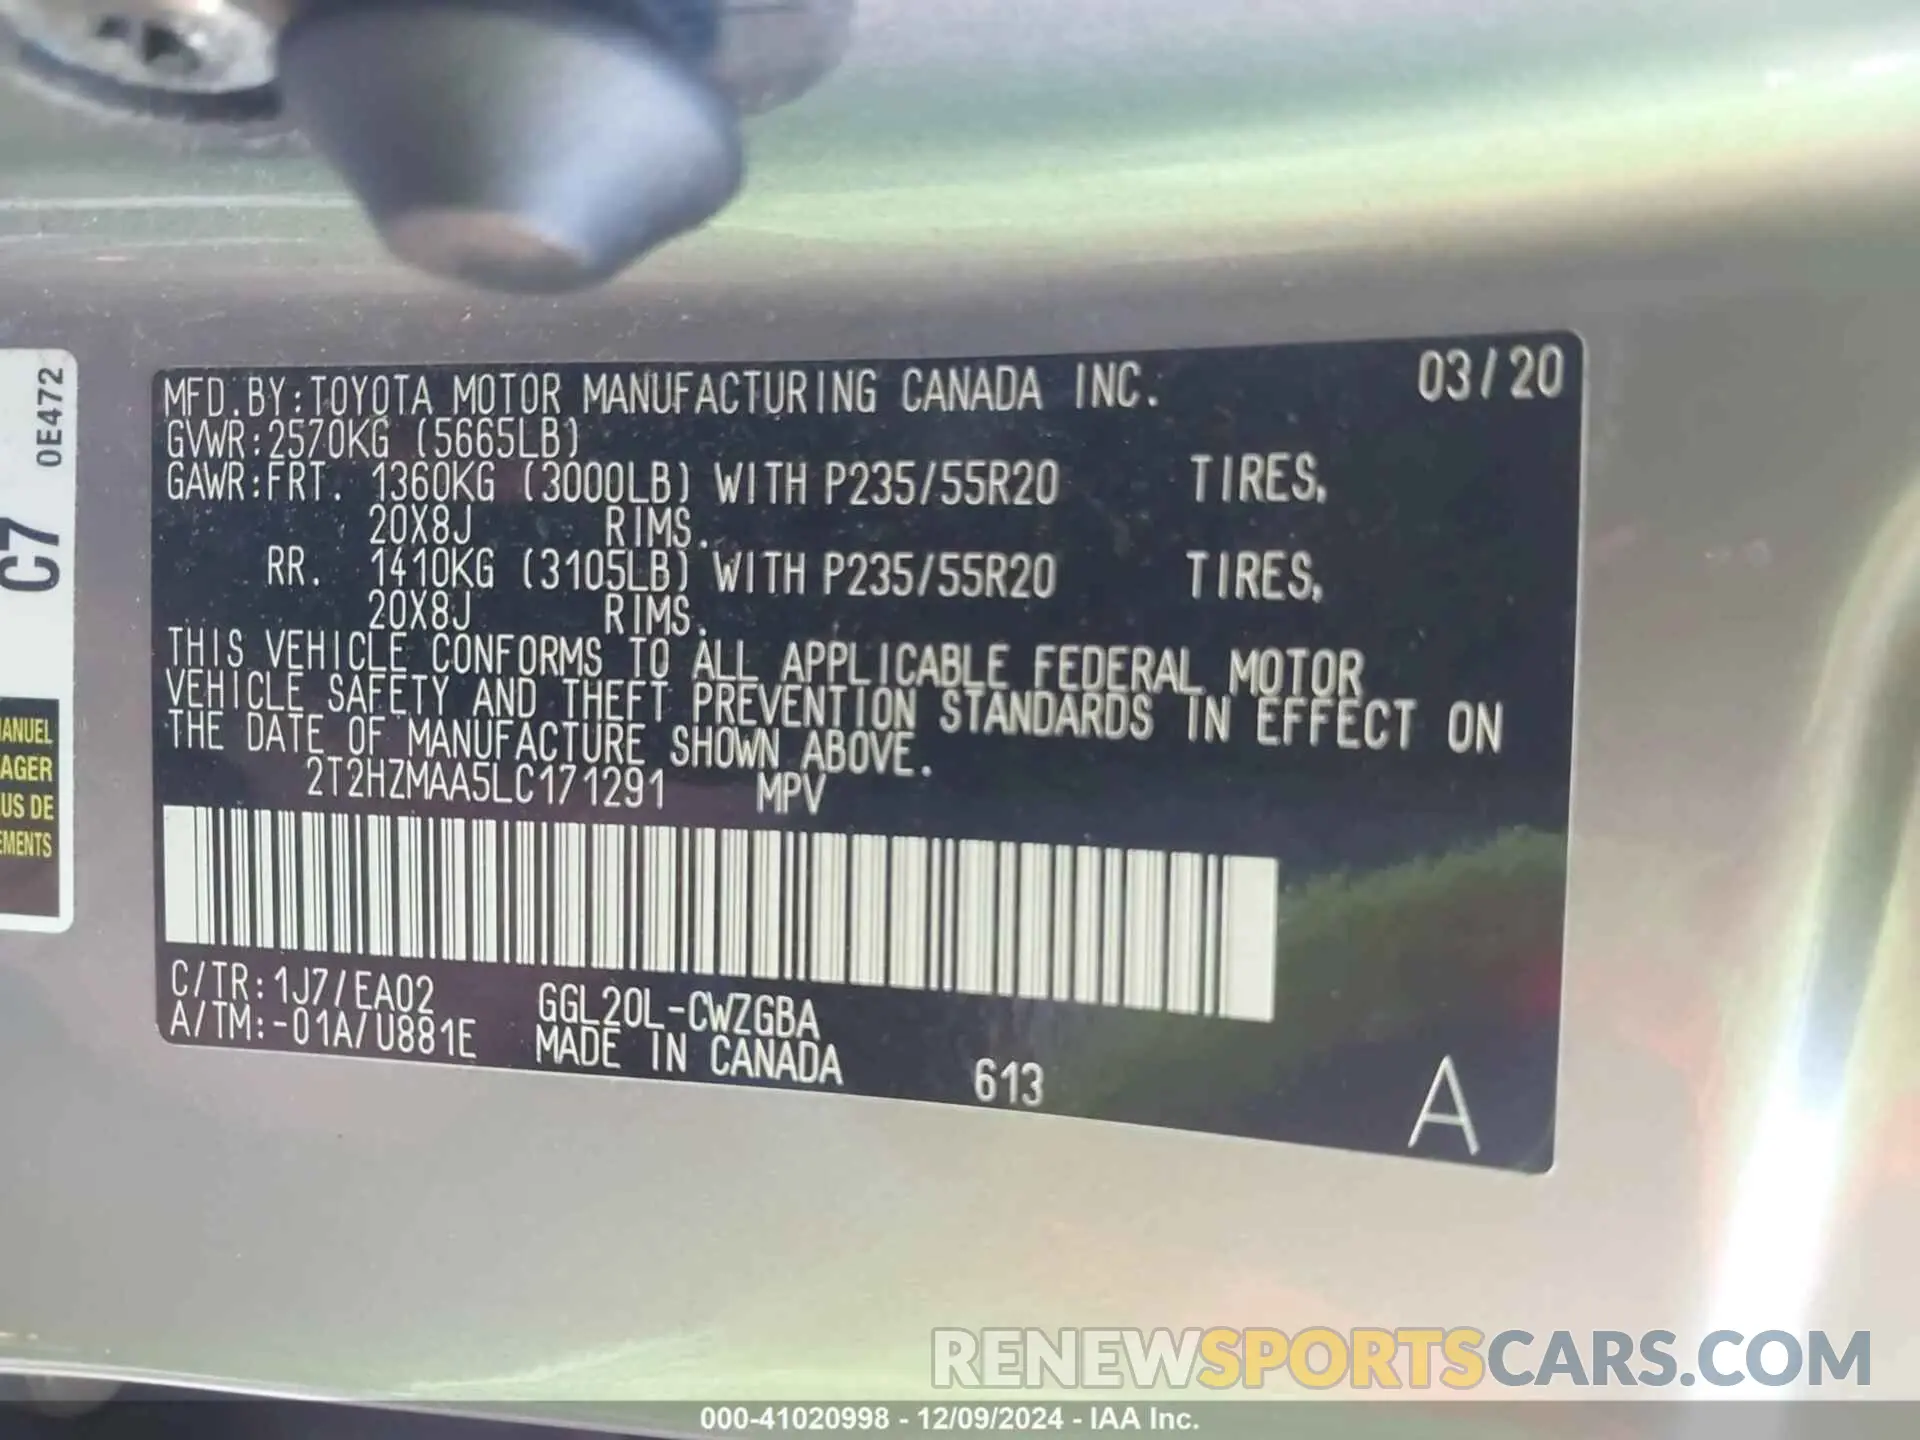 MFD.BY:TOYOTA MOTOR MANUFACTURING CANADA INC. 03/20
GVWR:2570KG (5665LB)
GAWR:FRT. 1360KG (3000LB) WITH P235/55R20 TIRES,
20X8J RIMS.
RR. 1410KG (3105LB) WITH P235/55R20 TIRES,
20X8J RIMS.
THIS VEHICLE CONFORMS TO ALL APPLICABLE FEDERAL MOTOR
VEHICLE SAFETY AND THEFT PREVENTION STANDARDS IN EFFECT ON
THE DATE OF MANUFACTURE SHOWN ABOVE.
2T2HZMAA5LC171291 MPV
C/TR:1J7/EA02 GGL20L-CWZGBA
A/TM:-01A/U881E MADE IN CANADA 613
A
0E472
C7
MANUEL
AGER
US DE
EMENTS
RENEWSPORTSCARS.COM
000-41020998 - 12/09/2024 - IAA Inc.